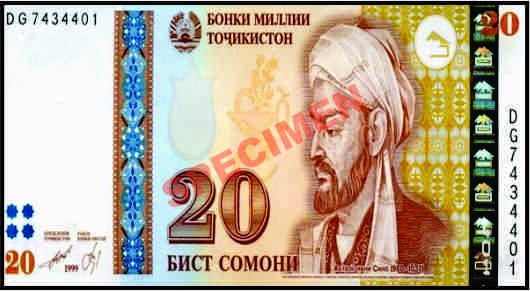 DG7434401
БОНКИ МИЛЛИИ
ТОҶИКИСТОН
20
SPECIMEN
DG7434401
20
20
1999
БИСТ СОМОНӢ